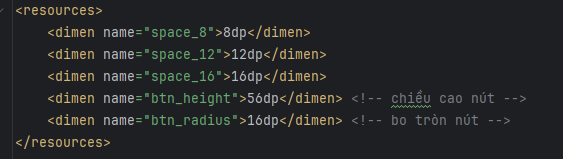 <resources>
    <dimen name="space_8">8dp</dimen>
    <dimen name="space_12">12dp</dimen>
    <dimen name="space_16">16dp</dimen>
    <dimen name="btn_height">56dp</dimen> <!-- chiều cao nút -->
    <dimen name="btn_radius">16dp</dimen> <!-- bo tròn nút -->
</resources>